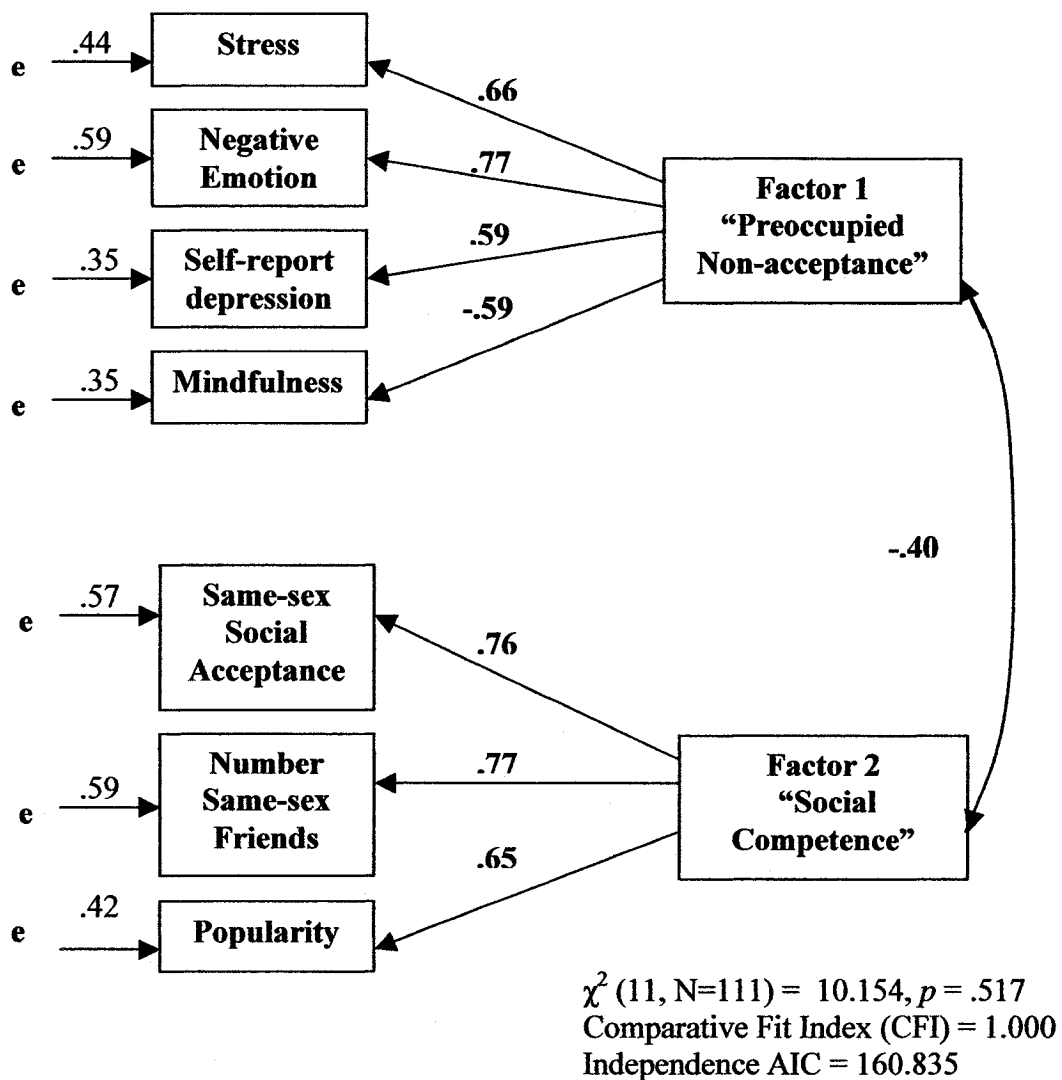 .44
e
Stress
.66
.59
e
Negative
Emotion
.77
Factor 1
“Preoccupied
Non-acceptance”
.35
e
Self-report
depression
.59
-.59
.35
e
Mindfulness
-.40
.57
e
Same-sex
Social
Acceptance
.76
.59
e
Number
Same-sex
Friends
.77
Factor 2
“Social
Competence”
.65
.42
e
Popularity
χ² (11, N=111) = 10.154, p = .517
Comparative Fit Index (CFI) = 1.000
Independence AIC = 160.835